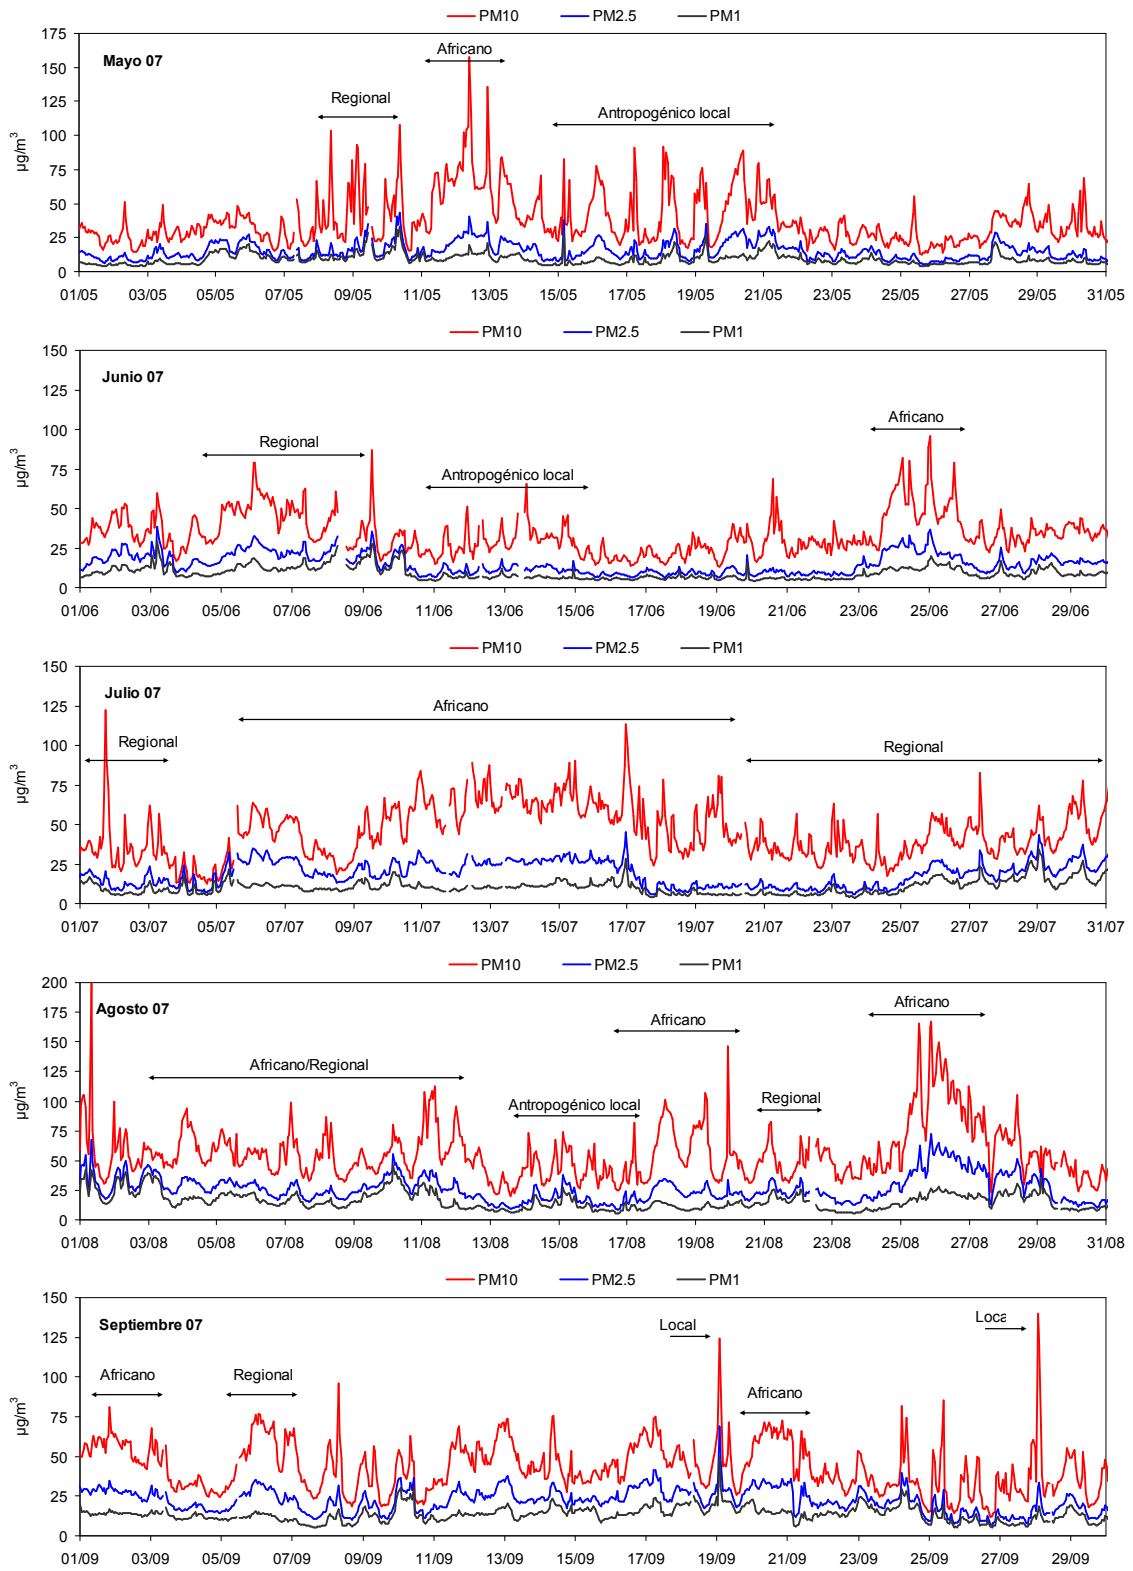 PM10 PM2.5 PM1
175
150
125
100
75
50
25
0
µg/m³
Mayo 07
Regional
Africano
Antropogénico local
01/05 03/05 05/05 07/05 09/05 11/05 13/05 15/05 17/05 19/05 21/05 23/05 25/05 27/05 29/05 31/05
PM10 PM2.5 PM1
150
125
100
75
50
25
0
µg/m³
Junio 07
Regional
Antropogénico local
Africano
01/06 03/06 05/06 07/06 09/06 11/06 13/06 15/06 17/06 19/06 21/06 23/06 25/06 27/06 29/06
PM10 PM2.5 PM1
150
125
100
75
50
25
0
µg/m³
Julio 07
Regional
Africano
Regional
01/07 03/07 05/07 07/07 09/07 11/07 13/07 15/07 17/07 19/07 21/07 23/07 25/07 27/07 29/07 31/07
PM10 PM2.5 PM1
200
175
150
125
100
75
50
25
0
µg/m³
Agosto 07
Africano/Regional
Antropogénico local
Africano
Regional
Africano
01/08 03/08 05/08 07/08 09/08 11/08 13/08 15/08 17/08 19/08 21/08 23/08 25/08 27/08 29/08 31/08
PM10 PM2.5 PM1
150
125
100
75
50
25
0
µg/m³
Septiembre 07
Africano
Regional
Local
Africano
Loca
01/09 03/09 05/09 07/09 09/09 11/09 13/09 15/09 17/09 19/09 21/09 23/09 25/09 27/09 29/09